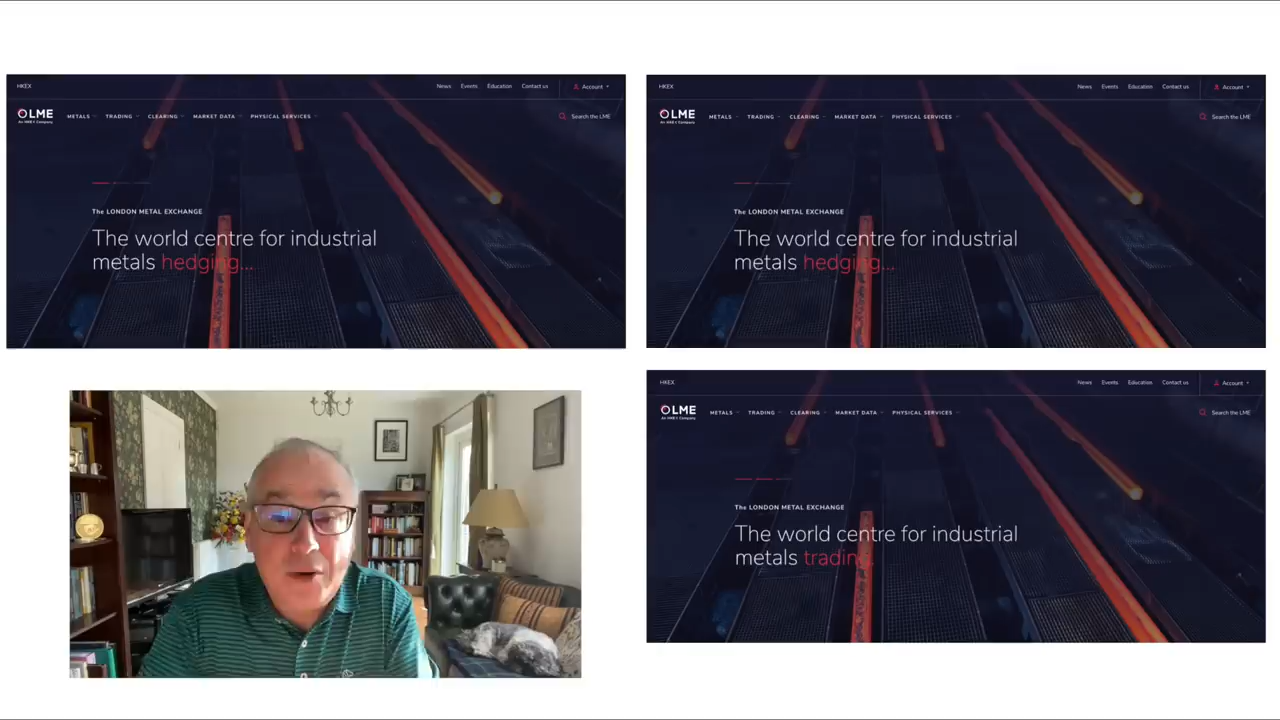 HKEX
News Events Education Contact us Account
LME
An HKEX Company
METALS TRADING CLEARING MARKET DATA PHYSICAL SERVICES
Search the LME
The LONDON METAL EXCHANGE
The world centre for industrial
metals hedging...
HKEX
News Events Education Contact us Account
LME
An HKEX Company
METALS TRADING CLEARING MARKET DATA PHYSICAL SERVICES
Search the LME
The LONDON METAL EXCHANGE
The world centre for industrial
metals hedging...
HKEX
News Events Education Contact us Account
LME
An HKEX Company
METALS TRADING CLEARING MARKET DATA PHYSICAL SERVICES
Search the LME
The LONDON METAL EXCHANGE
The world centre for industrial
metals trading.